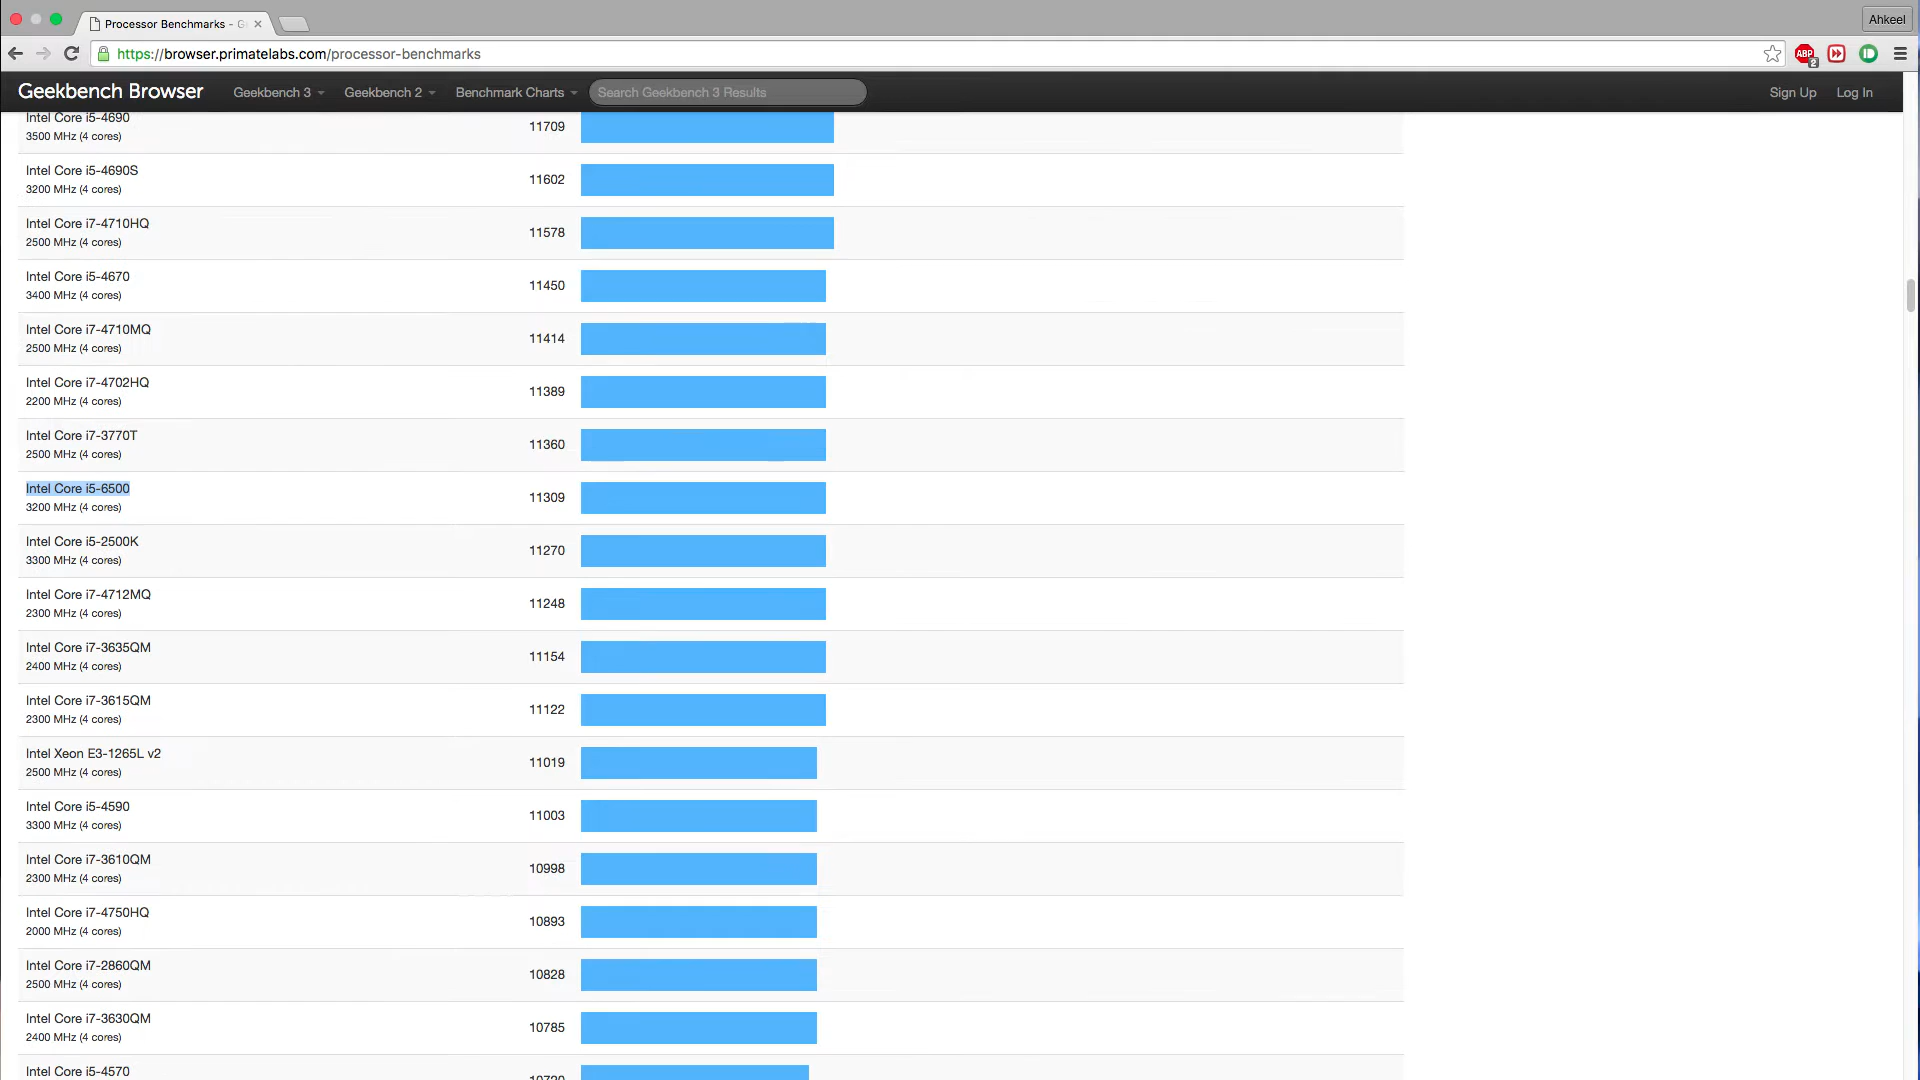 Processor Benchmarks - G
Ahkeel
https://browser.primatelabs.com/processor-benchmarks
ABP
2
Geekbench Browser
Geekbench 3
Geekbench 2
Benchmark Charts
Search Geekbench 3 Results
Sign Up
Log In
Intel Core i5-4690
3500 MHz (4 cores)
11709
Intel Core i5-4690S
3200 MHz (4 cores)
11602
Intel Core i7-4710HQ
2500 MHz (4 cores)
11578
Intel Core i5-4670
3400 MHz (4 cores)
11450
Intel Core i7-4710MQ
2500 MHz (4 cores)
11414
Intel Core i7-4702HQ
2200 MHz (4 cores)
11389
Intel Core i7-3770T
2500 MHz (4 cores)
11360
Intel Core i5-6500
3200 MHz (4 cores)
11309
Intel Core i5-2500K
3300 MHz (4 cores)
11270
Intel Core i7-4712MQ
2300 MHz (4 cores)
11248
Intel Core i7-3635QM
2400 MHz (4 cores)
11154
Intel Core i7-3615QM
2300 MHz (4 cores)
11122
Intel Xeon E3-1265L v2
2500 MHz (4 cores)
11019
Intel Core i5-4590
3300 MHz (4 cores)
11003
Intel Core i7-3610QM
2300 MHz (4 cores)
10998
Intel Core i7-4750HQ
2000 MHz (4 cores)
10893
Intel Core i7-2860QM
2500 MHz (4 cores)
10828
Intel Core i7-3630QM
2400 MHz (4 cores)
10785
Intel Core i5-4570